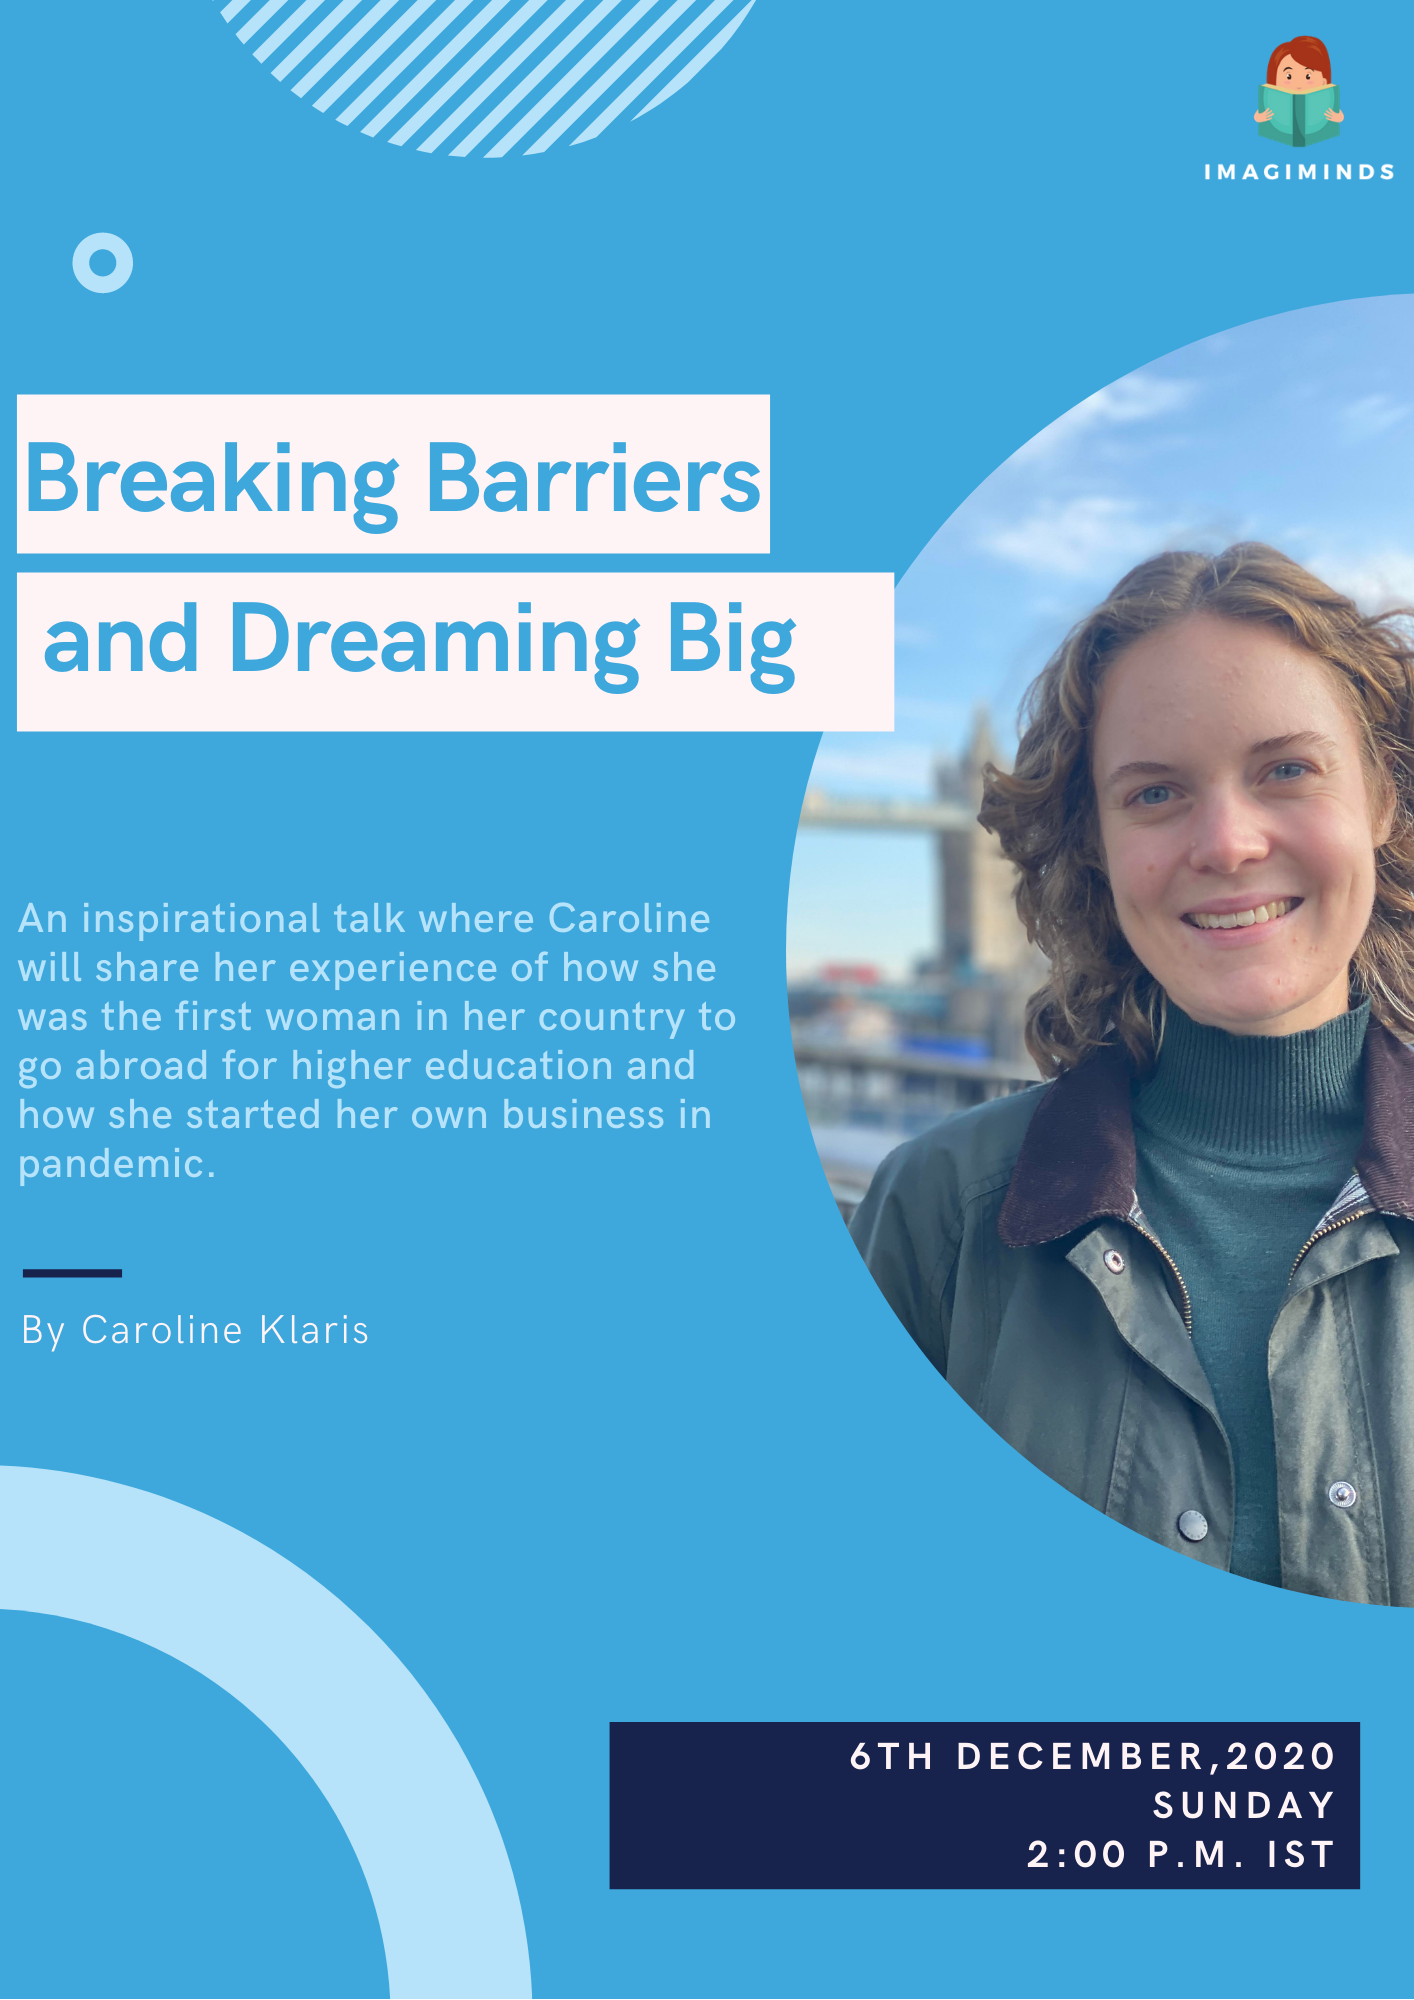 IMAGIMINDS
Breaking Barriers
and Dreaming Big
An inspirational talk where Caroline
will share her experience of how she
was the first woman in her country to
go abroad for higher education and
how she started her own business in
pandemic.
By Caroline Klaris
6TH DECEMBER,2020
SUNDAY
2:00 P.M. IST